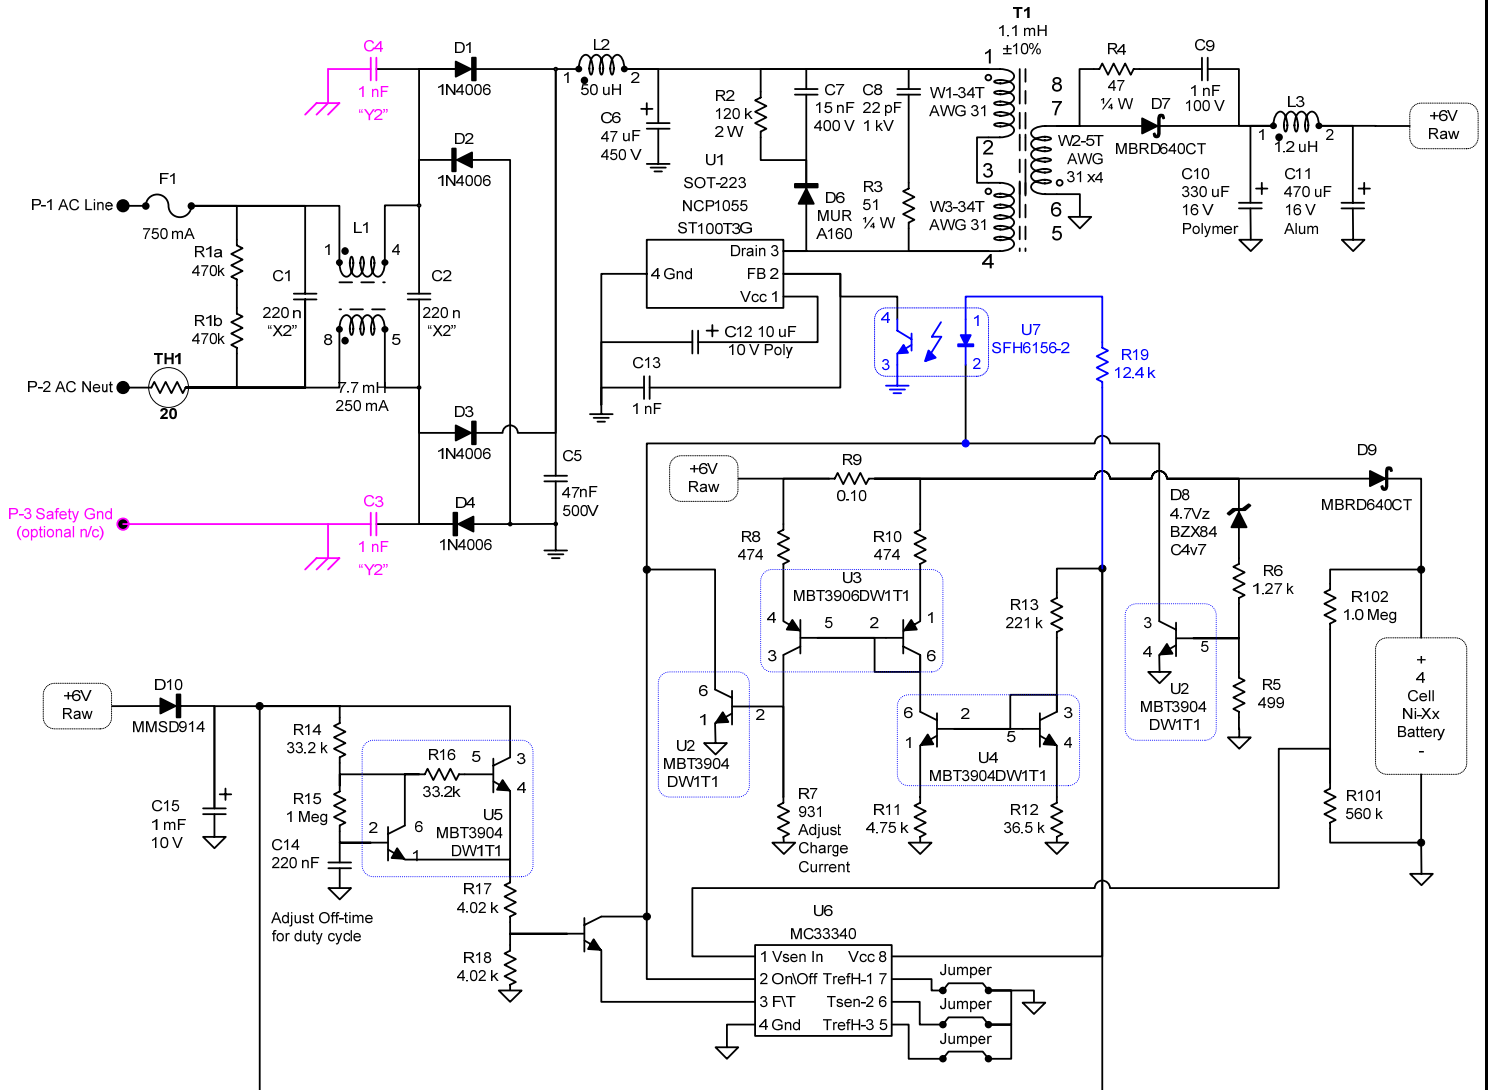 T1
1.1 mH
±10%
C4
1 nF
"Y2"
D1
1N4006
L2
1
2
50 uH
C6
47 uF
450 V
R2
120 k
2 W
C7
15 nF
400 V
C8
22 pF
1 kV
1
W1-34T
AWG 31
2
3
W3-34T
AWG 31
4
8
7
W2-5T
AWG
31 x4
6
5
R4
47
¼ W
C9
1 nF
100 V
D7
MBRD640CT
L3
1
2
1.2 uH
C10
330 uF
16 V
Polymer
C11
470 uF
16 V
Alum
+6V
Raw
D2
1N4006
F1
P-1 AC Line
750 mA
R1a
470k
R1b
470k
C1
220 n
"X2"
L1
1
4
8
5
7.7 mH
250 mA
C2
220 n
"X2"
TH1
P-2 AC Neut
20
D3
1N4006
C5
47nF
500V
P-3 Safety Gnd
(optional n/c)
C3
1 nF
"Y2"
D4
1N4006
U1
SOT-223
NCP1055
ST100T3G
Drain 3
4 Gnd
FB 2
Vcc 1
D6
MUR
A160
R3
51
¼ W
+
C12 10 uF
10 V Poly
C13
1 nF
4
3
1
2
U7
SFH6156-2
R19
12.4 k
+6V
Raw
R9
0.10
R8
474
R10
474
U3
MBT3906DW1T1
4
5
2
1
3
6
R13
221 k
D8
4.7Vz
BZX84
C4v7
R6
1.27 k
D9
MBRD640CT
R102
1.0 Meg
3
4
5
U2
MBT3904
DW1T1
R5
499
+
4
Cell
Ni-Xx
Battery
-
R101
560 k
6
1
2
U2
MBT3904
DW1T1
6
2
3
1
5
4
U4
MBT3904DW1T1
R7
931
Adjust
Charge
Current
R11
4.75 k
R12
36.5 k
+6V
Raw
D10
MMSD914
R14
33.2 k
R15
1 Meg
R16
33.2k
5
3
4
2
6
1
U5
MBT3904
DW1T1
C15
1 mF
10 V
C14
220 nF
R17
4.02 k
R18
4.02 k
Adjust Off-time
for duty cycle
U6
MC33340
1 Vsen In
Vcc 8
2 On\Off
TrefH-1 7
3 F\T
Tsen-2 6
4 Gnd
TrefH-3 5
Jumper
Jumper
Jumper